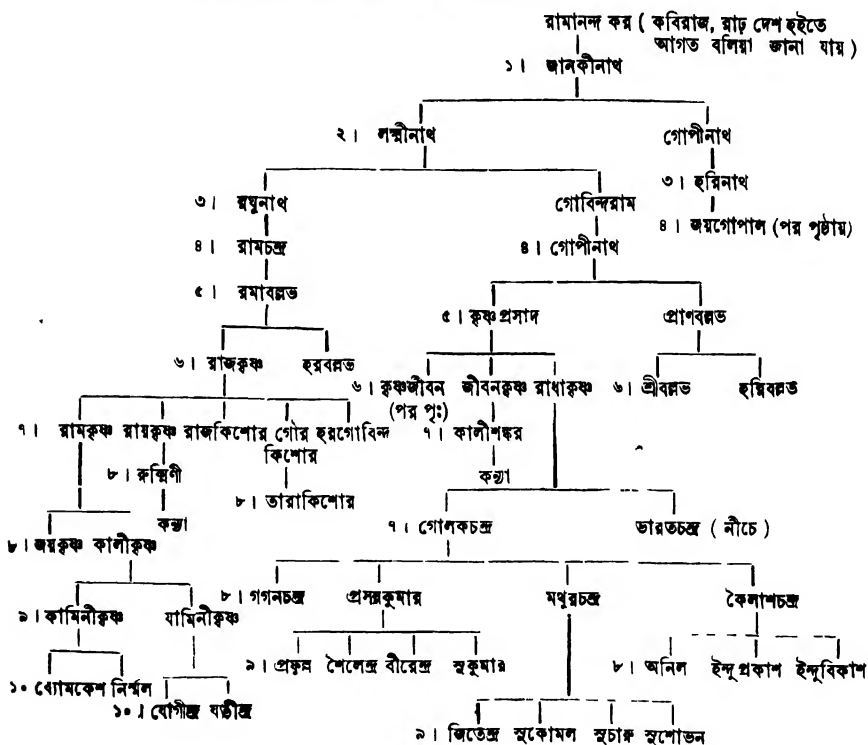 রামানন্দ কর ( কবিরাজ, রাঢ় দেশ হইতে
আগত বলিয়া জানা যায় )
১। জানকীনাথ
২। লক্ষ্মীনাথ গোপীনাথ
৩। হরিনাথ
৩। রঘুনাথ গোবিন্দরাম
৪। জয়গোপাল (পর পৃষ্ঠায়)
৪। রামচন্দ্র ৪। গোপীনাথ
৫। রমাবল্লভ
৫। কৃষ্ণপ্রসাদ প্রাণবল্লভ
৬। রাজকৃষ্ণ হরবল্লভ
৬। কৃষ্ণজীবন জীবনকৃষ্ণ রাধাকৃষ্ণ ৬। শ্রীবল্লভ হরিবল্লভ
(পর পৃঃ)
৭। রামকৃষ্ণ রায়কৃষ্ণ রাজকিশোর গৌর হরগোবিন্দ ৭। কালীশঙ্কর
কিশোর
৮। রুক্মিণী কন্যা
৮। তারাকিশোর
কন্যা ৭। গোলকচন্দ্র ভারতচন্দ্র ( নীচে )
৮। জয়কৃষ্ণ কালীকৃষ্ণ
৮। গগনচন্দ্র প্রসন্নকুমার মথুরচন্দ্র কৈলাশচন্দ্র
৯। কামিনীকৃষ্ণ যামিনীকৃষ্ণ
৯। প্রফুল্ল শৈলেন্দ্র বীরেন্দ্র সুকুমার ৮। অনিল ইন্দুপ্রকাশ ইন্দুবিকাশ
১০ ব্যোমকেশ নির্ম্মল
১০। যোগীন্দ্র যতীন্দ্র
৯। জিতেন্দ্র সুকোমল সুচারু সুশোভন